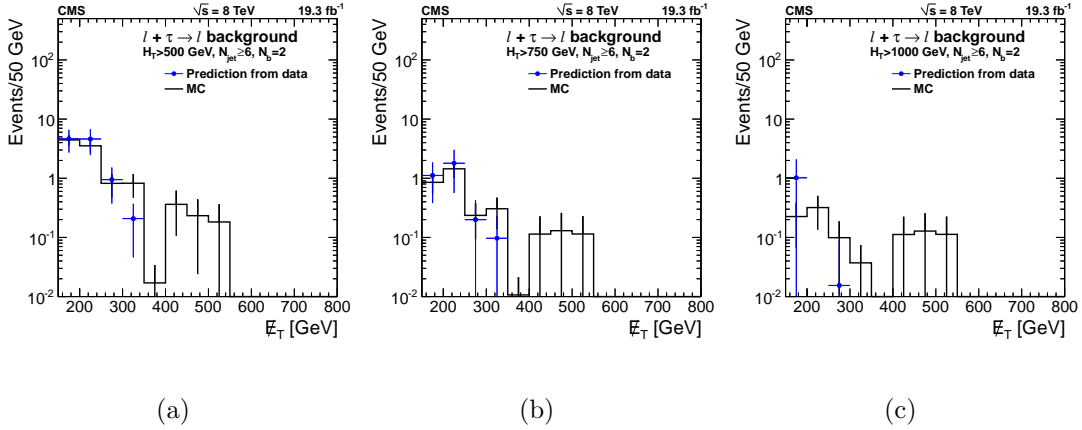 CMS √s = 8 TeV 19.3 fb⁻¹
Events/50 GeV
l + τ → l background
H_T>500 GeV, N_jet≥6, N_b=2
Prediction from data
MC
10²
10
1
10⁻¹
10⁻²
200 300 400 500 600 700 800
E̸_T [GeV]
(a)
CMS √s = 8 TeV 19.3 fb⁻¹
Events/50 GeV
l + τ → l background
H_T>750 GeV, N_jet≥6, N_b=2
Prediction from data
MC
10²
10
1
10⁻¹
10⁻²
200 300 400 500 600 700 800
E̸_T [GeV]
(b)
CMS √s = 8 TeV 19.3 fb⁻¹
Events/50 GeV
l + τ → l background
H_T>1000 GeV, N_jet≥6, N_b=2
Prediction from data
MC
10²
10
1
10⁻¹
10⁻²
200 300 400 500 600 700 800
E̸_T [GeV]
(c)